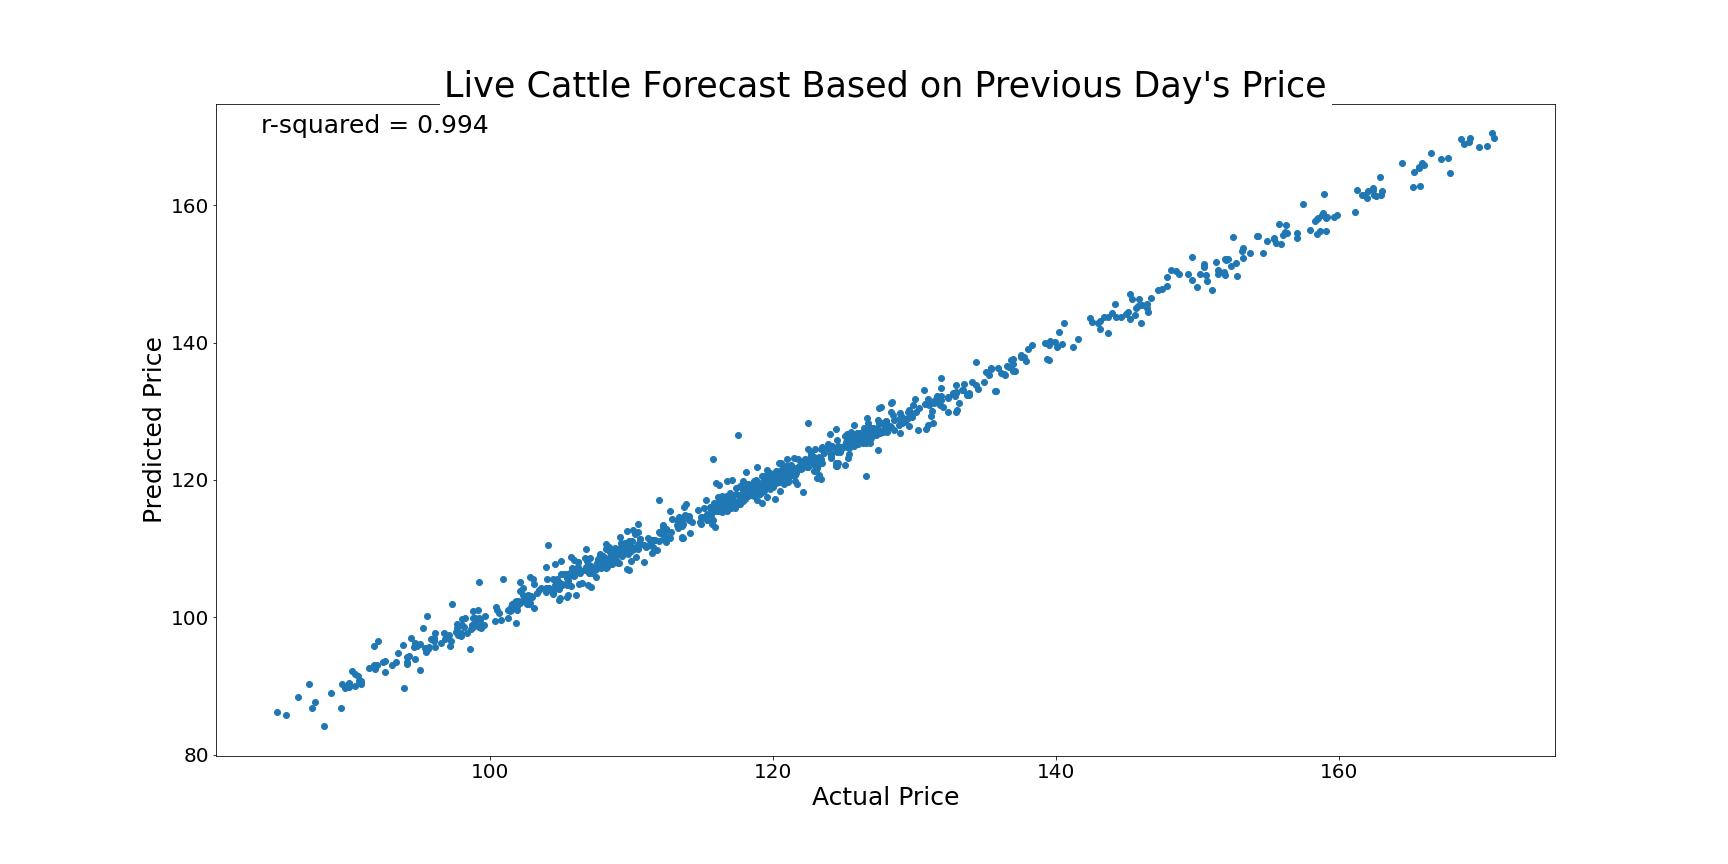 Live Cattle Forecast Based on Previous Day's Price
r-squared = 0.994
160
140
120
100
80
Predicted Price
100 120 140 160
Actual Price